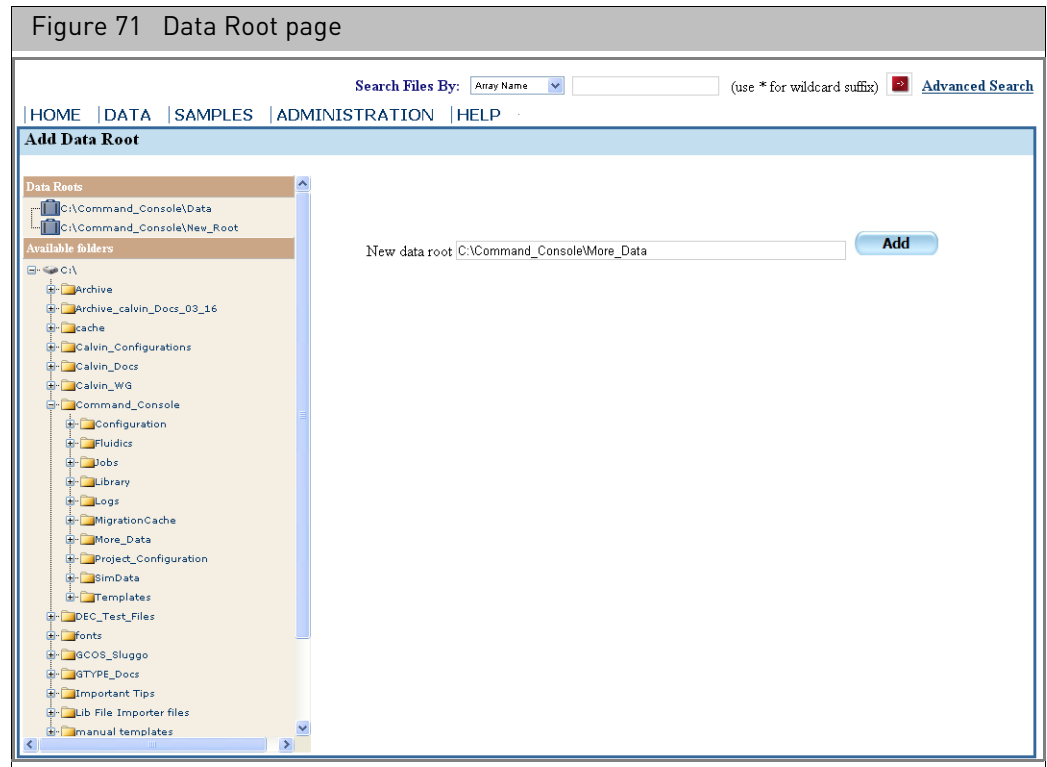 Figure 71 Data Root page
Search Files By: Array Name (use * for wildcard suffix) Advanced Search
|HOME |DATA |SAMPLES |ADMINISTRATION |HELP
Add Data Root
Data Roots
C:\Command_Console\Data
C:\Command_Console\New_Root
Available folders
C:\
Archive
Archive_calvin_Docs_03_16
cache
Calvin_Configurations
Calvin_Docs
Calvin_WG
Command_Console
Configuration
Fluidics
Jobs
Library
Logs
MigrationCache
More_Data
Project_Configuration
SimData
Templates
DEC_Test_Files
fonts
GCOS_Sluggo
GTYPE_Docs
Important Tips
Lib File Importer files
manual templates
New data root C:\Command_Console\More_Data Add